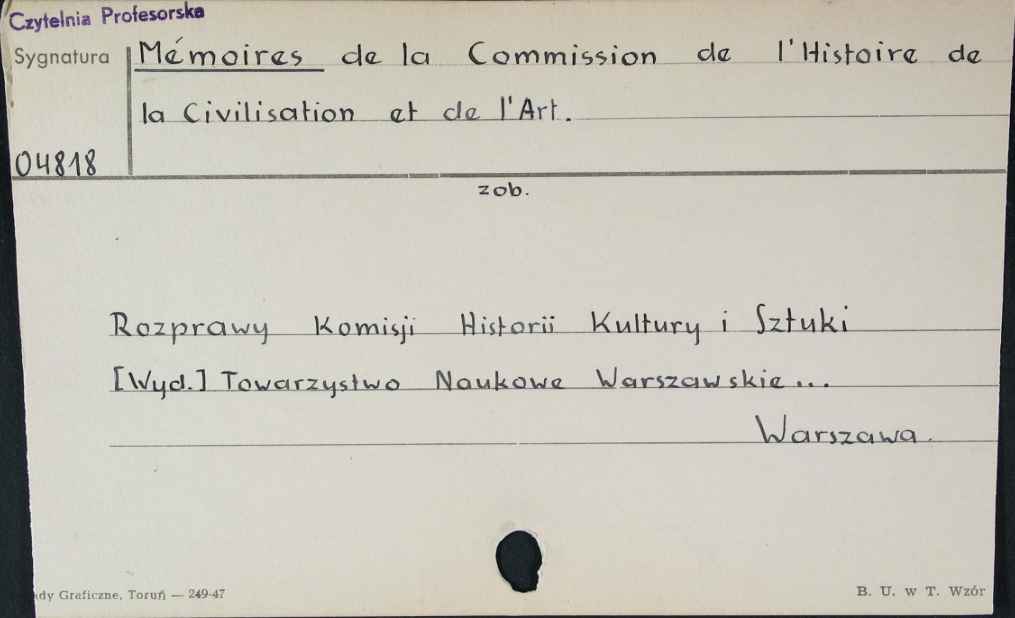 Czytelnia Profesorska
Sygnatura
Mémoires de la Commission de l'Histoire de
la Civilisation et de l'Art.
04818
zob.
Rozprawy Komisji Historii Kultury i Sztuki
[Wyd.] Towarzystwo Naukowe Warszawskie...
Warszawa.
dy Graficzne, Toruń — 249-47
B. U. w T. Wzór